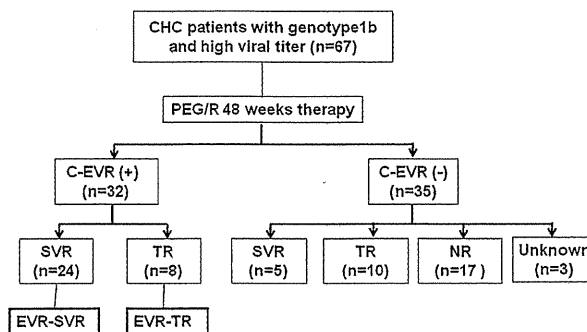 CHC patients with genotype1b
and high viral titer (n=67)
PEG/R 48 weeks therapy
C-EVR (+)
(n=32)
C-EVR (-)
(n=35)
SVR
(n=24)
TR
(n=8)
SVR
(n=5)
TR
(n=10)
NR
(n=17)
Unknown
(n=3)
EVR-SVR
EVR-TR